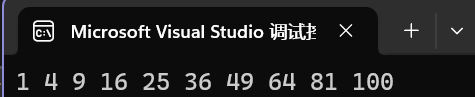 Microsoft Visual Studio 调试
1 4 9 16 25 36 49 64 81 100